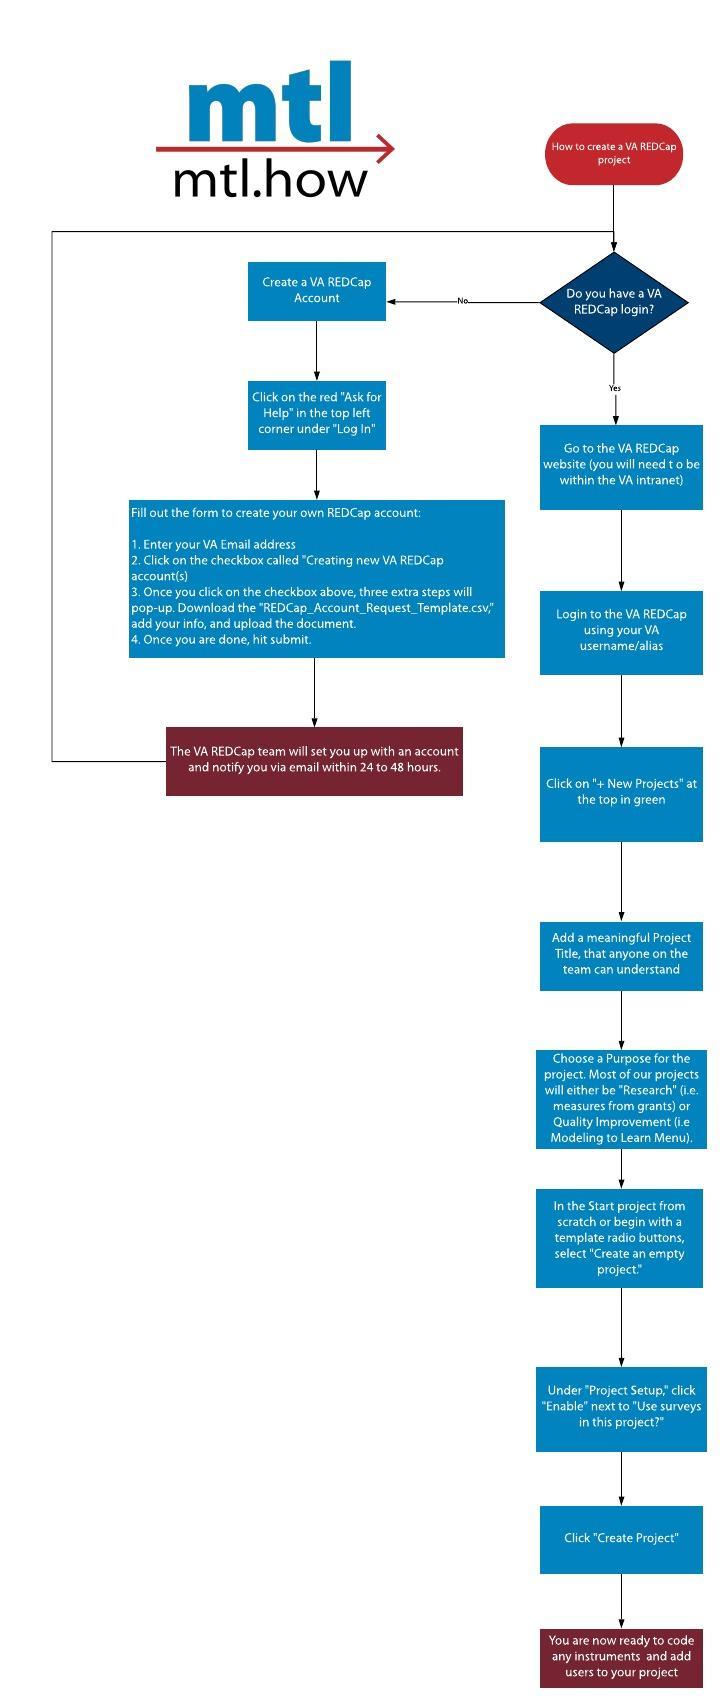 mtl
mtl.how
How to create a VA REDCap
project
Do you have a VA
REDCap login?
No
Create a VA REDCap
Account
Click on the red "Ask for
Help" in the top left
corner under "Log In"
Fill out the form to create your own REDCap account:
1. Enter your VA Email address
2. Click on the checkbox called "Creating new VA REDCap
account(s)
3. Once you click on the checkbox above, three extra steps will
pop-up. Download the "REDCap_Account_Request_Template.csv,"
add your info, and upload the document.
4. Once you are done, hit submit.
The VA REDCap team will set you up with an account
and notify you via email within 24 to 48 hours.
Yes
Go to the VA REDCap
website (you will need t o be
within the VA intranet)
Login to the VA REDCap
using your VA
username/alias
Click on "+ New Projects" at
the top in green
Add a meaningful Project
Title, that anyone on the
team can understand
Choose a Purpose for the
project. Most of our projects
will either be "Research" (i.e.
measures from grants) or
Quality Improvement (i.e
Modeling to Learn Menu).
In the Start project from
scratch or begin with a
template radio buttons,
select "Create an empty
project."
Under "Project Setup," click
"Enable" next to "Use surveys
in this project?"
Click "Create Project"
You are now ready to code
any instruments and add
users to your project